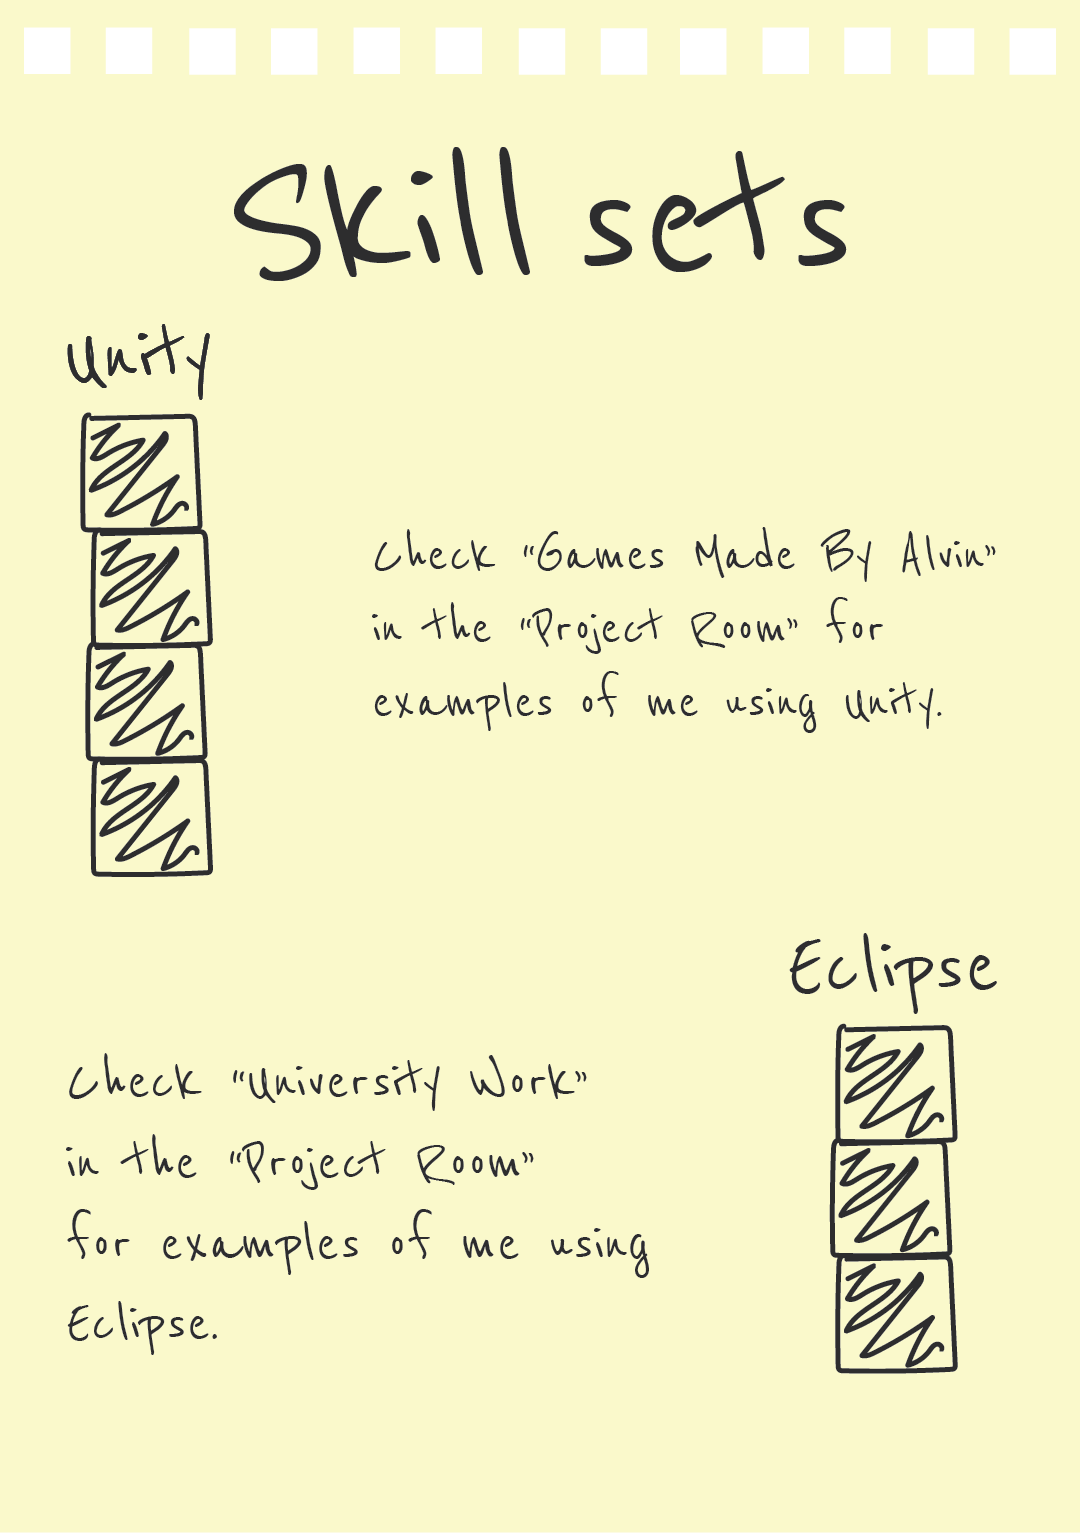 Skill sets
Unity
Check "Games Made By Alvin"
in the "Project Room" for
examples of me using Unity.
Eclipse
Check "University Work"
in the "Project Room"
for examples of me using
Eclipse.